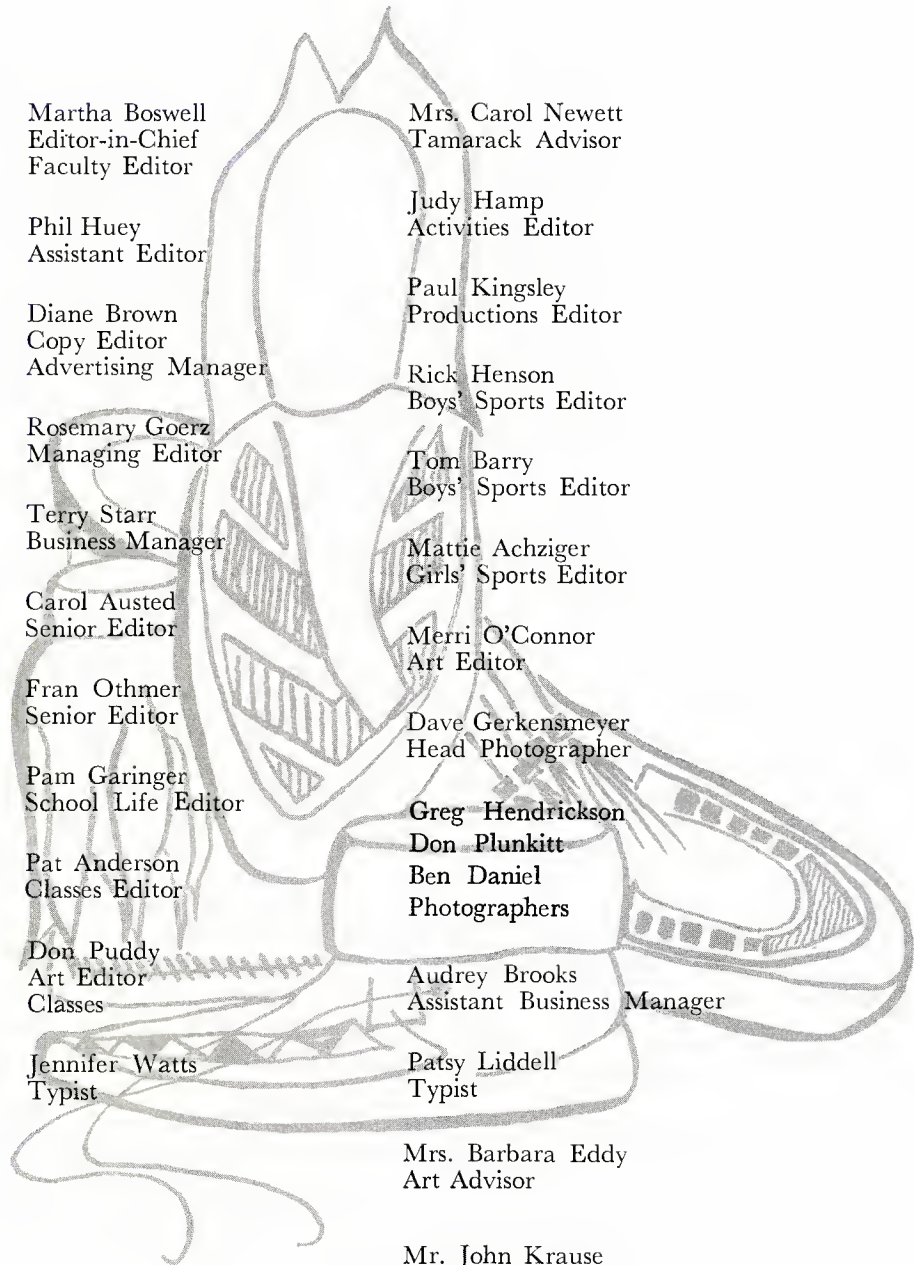 Martha Boswell
Editor-in-Chief
Faculty Editor
Phil Huey
Assistant Editor
Diane Brown
Copy Editor
Advertising Manager
Rosemary Goerz
Managing Editor
Terry Starr
Business Manager
Carol Austed
Senior Editor
Fran Othmer
Senior Editor
Pam Garinger
School Life Editor
Pat Anderson
Classes Editor
Don Puddy
Art Editor
Classes
Jennifer Watts
Typist
Mrs. Carol Newett
Tamarack Advisor
Judy Hamp
Activities Editor
Paul Kingsley
Productions Editor
Rick Henson
Boys' Sports Editor
Tom Barry
Boys' Sports Editor
Mattie Achziger
Girls' Sports Editor
Merri O'Connor
Art Editor
Dave Gerkensmeyer
Head Photographer
Greg Hendrickson
Don Plunkitt
Ben Daniel
Photographers
Audrey Brooks
Assistant Business Manager
Patsy Liddell
Typist
Mrs. Barbara Eddy
Art Advisor
Mr. John Krause